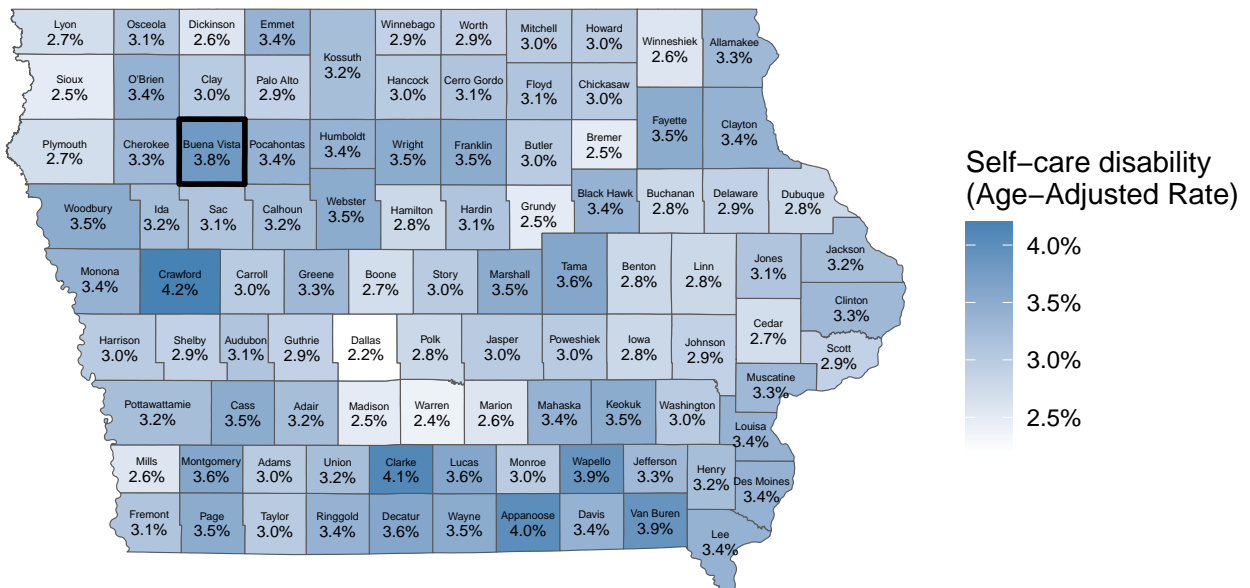 Lyon
2.7%
Osceola
3.1%
Dickinson
2.6%
Emmet
3.4%
Kossuth
3.2%
Winnebago
2.9%
Worth
2.9%
Mitchell
3.0%
Howard
3.0%
Winneshiek
2.6%
Allamakee
3.3%
Sioux
2.5%
O'Brien
3.4%
Clay
3.0%
Palo Alto
2.9%
Hancock
3.0%
Cerro Gordo
3.1%
Floyd
3.1%
Chickasaw
3.0%
Fayette
3.5%
Clayton
3.4%
Plymouth
2.7%
Cherokee
3.3%
Buena Vista
3.8%
Pocahontas
3.4%
Humboldt
3.4%
Wright
3.5%
Franklin
3.5%
Butler
3.0%
Bremer
2.5%
Woodbury
3.5%
Ida
3.2%
Sac
3.1%
Calhoun
3.2%
Webster
3.5%
Hamilton
2.8%
Hardin
3.1%
Grundy
2.5%
Black Hawk
3.4%
Buchanan
2.8%
Delaware
2.9%
Dubuque
2.8%
Monona
3.4%
Crawford
4.2%
Carroll
3.0%
Greene
3.3%
Boone
2.7%
Story
3.0%
Marshall
3.5%
Tama
3.6%
Benton
2.8%
Linn
2.8%
Jones
3.1%
Jackson
3.2%
Clinton
3.3%
Harrison
3.0%
Shelby
2.9%
Audubon
3.1%
Guthrie
2.9%
Dallas
2.2%
Polk
2.8%
Jasper
3.0%
Poweshiek
3.0%
Iowa
2.8%
Johnson
2.9%
Cedar
2.7%
Scott
2.9%
Muscatine
3.3%
Pottawattamie
3.2%
Cass
3.5%
Adair
3.2%
Madison
2.5%
Warren
2.4%
Marion
2.6%
Mahaska
3.4%
Keokuk
3.5%
Washington
3.0%
Louisa
3.4%
Mills
2.6%
Montgomery
3.6%
Adams
3.0%
Union
3.2%
Clarke
4.1%
Lucas
3.6%
Monroe
3.0%
Wapello
3.9%
Jefferson
3.3%
Henry
3.2%
Des Moines
3.4%
Fremont
3.1%
Page
3.5%
Taylor
3.0%
Ringgold
3.4%
Decatur
3.6%
Wayne
3.5%
Appanoose
4.0%
Davis
3.4%
Van Buren
3.9%
Lee
3.4%
Self−care disability
(Age−Adjusted Rate)
4.0%
3.5%
3.0%
2.5%